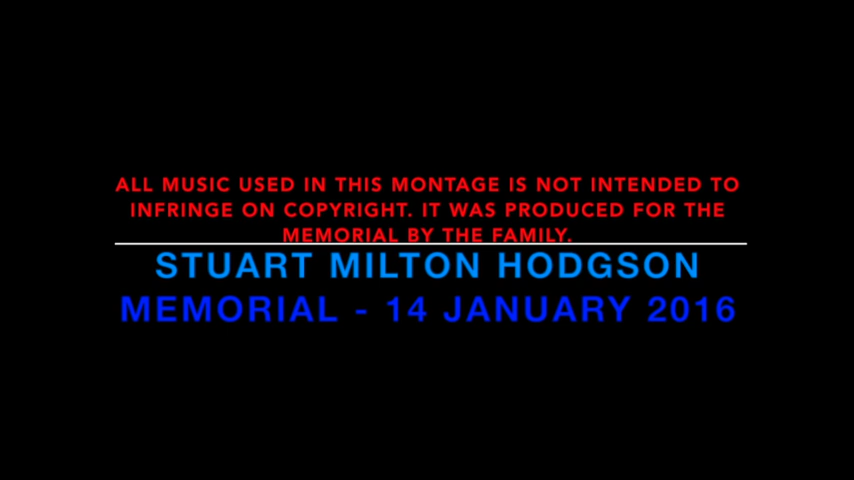 ALL MUSIC USED IN THIS MONTAGE IS NOT INTENDED TO
INFRINGE ON COPYRIGHT. IT WAS PRODUCED FOR THE
MEMORIAL BY THE FAMILY.
STUART MILTON HODGSON
MEMORIAL - 14 JANUARY 2016